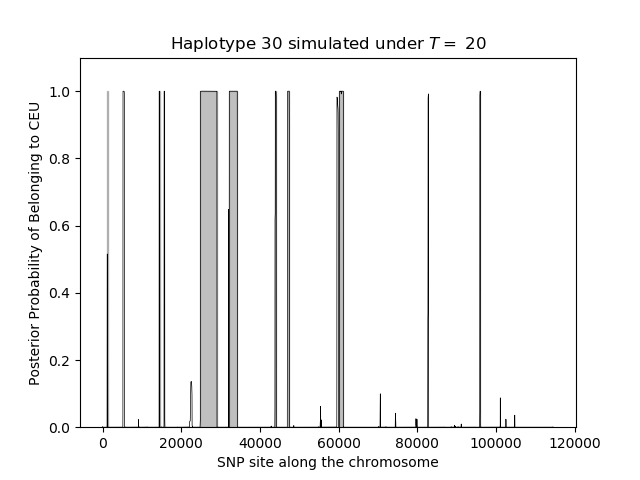 Haplotype 30 simulated under T = 20
Posterior Probability of Belonging to CEU
1.0
0.8
0.6
0.4
0.2
0.0
0 20000 40000 60000 80000 100000 120000
SNP site along the chromosome